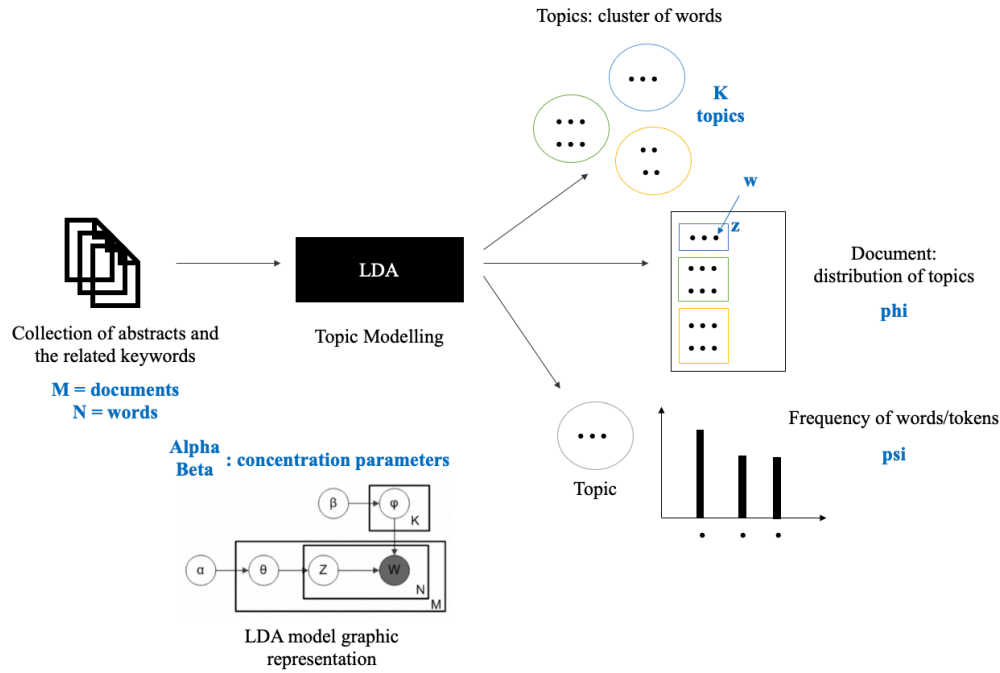 Topics: cluster of words
K
topics
w
z
LDA
Topic Modelling
Document:
distribution of topics
phi
Collection of abstracts and
the related keywords
M = documents
N = words
Frequency of words/tokens
psi
Topic
Alpha
Beta
: concentration parameters
β
φ
K
α
θ
Z
W
N
M
LDA model graphic
representation